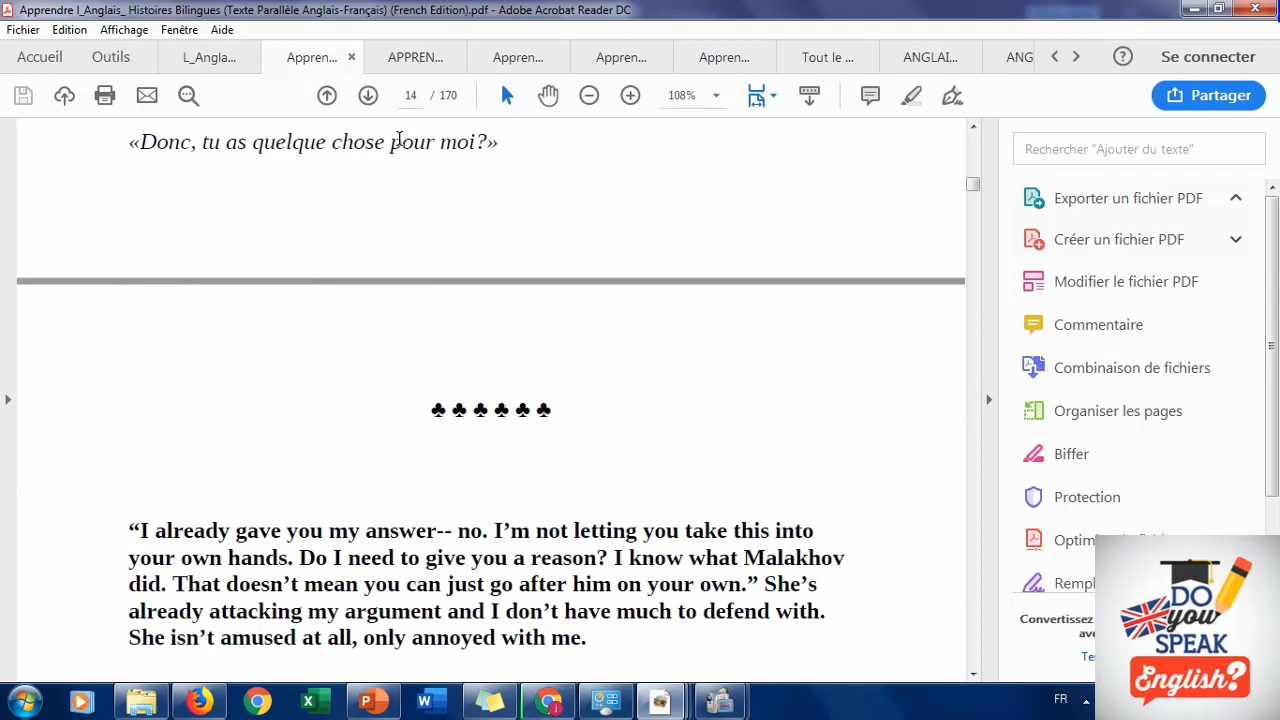 Apprendre l_Anglais_ Histoires Bilingues (Texte Parallèle Anglais-Français) (French Edition).pdf - Adobe Acrobat Reader DC
Fichier Edition Affichage Fenêtre Aide
Accueil Outils L_Angla... Appren... × APPREN... Appren... Appren... Appren... Tout le ... ANGLAI... ANG Se connecter
14 / 170 108% Partager
«Donc, tu as quelque chose pour moi?»
Rechercher "Ajouter du texte"
Exporter un fichier PDF
Créer un fichier PDF
Modifier le fichier PDF
Commentaire
Combinaison de fichiers
Organiser les pages
Biffer
Protection
♣ ♣ ♣ ♣ ♣ ♣
“I already gave you my answer-- no. I’m not letting you take this into
your own hands. Do I need to give you a reason? I know what Malakhov
did. That doesn’t mean you can just go after him on your own.” She’s
already attacking my argument and I don’t have much to defend with.
She isn’t amused at all, only annoyed with me.
DO
you
SPEAK
English?
FR